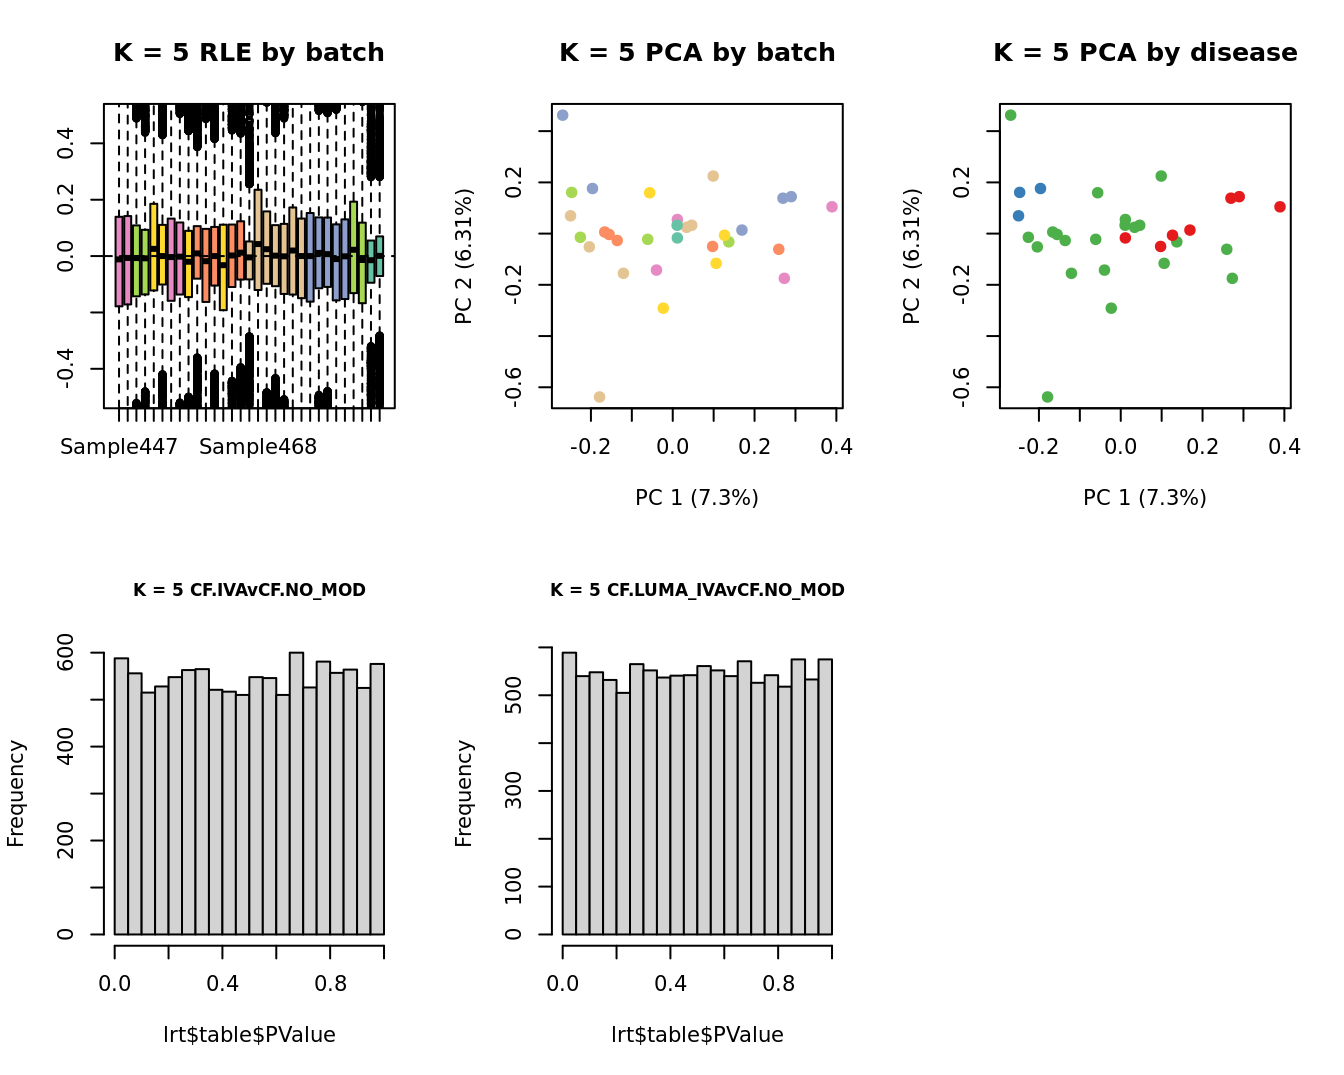 K = 5 RLE by batch
0.4
0.2
0.0
-0.4
Sample447 Sample468
K = 5 PCA by batch
PC 2 (6.31%)
0.2
-0.2
-0.6
-0.2 0.0 0.2 0.4
PC 1 (7.3%)
K = 5 PCA by disease
PC 2 (6.31%)
0.2
-0.2
-0.6
-0.2 0.0 0.2 0.4
PC 1 (7.3%)
K = 5 CF.IVAvCF.NO_MOD
Frequency
600
400
200
0
0.0 0.4 0.8
lrt$table$PValue
K = 5 CF.LUMA_IVAvCF.NO_MOD
Frequency
500
300
100
0
0.0 0.4 0.8
lrt$table$PValue